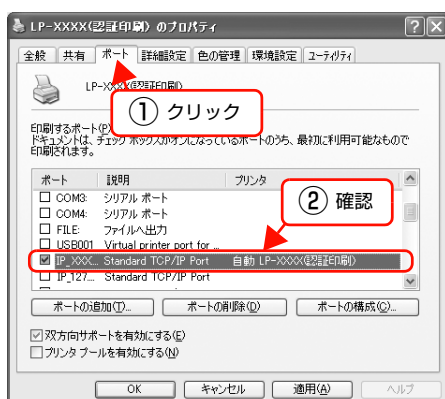 LP-XXXX(認証印刷) のプロパティ
全般 共有 ポート 詳細設定 色の管理 環境設定 ユーティリティ
LP-XXXX(認証印刷)
① クリック
印刷するポート(P)
ドキュメントは、チェック ボックスがオンになっているポートのうち、最初に利用可能なもので
印刷されます。
ポート 説明 プリンタ
② 確認
COM3: シリアル ポート
COM4: シリアル ポート
FILE: ファイルへ出力
USB001 Virtual printer port for ...
IP_XXX... Standard TCP/IP Port 自動 LP-XXXX(認証印刷)
IP_127... Standard TCP/IP Port
ポートの追加(T)... ポートの削除(D) ポートの構成(C)...
双方向サポートを有効にする(E)
プリンタ プールを有効にする(N)
OK キャンセル 適用(A) ヘルプ